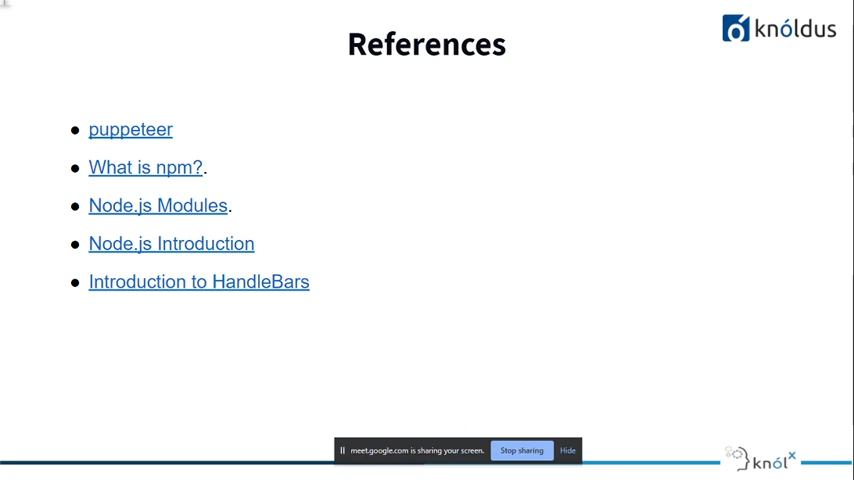 References
knóldus
puppeteer
What is npm?.
Node.js Modules.
Node.js Introduction
Introduction to HandleBars
meet.google.com is sharing your screen. Stop sharing Hide
knólx